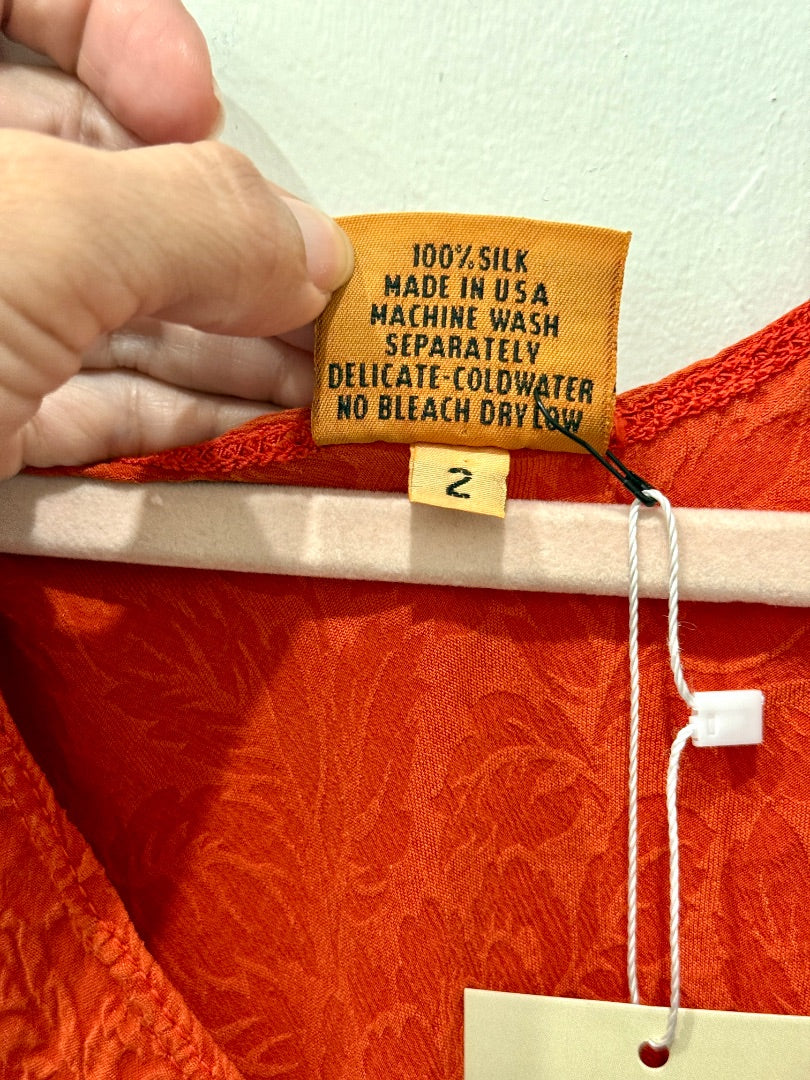 100% SILK
MADE IN USA
MACHINE WASH
SEPARATELY
DELICATE-COLDWATER
NO BLEACH DRY LOW
2